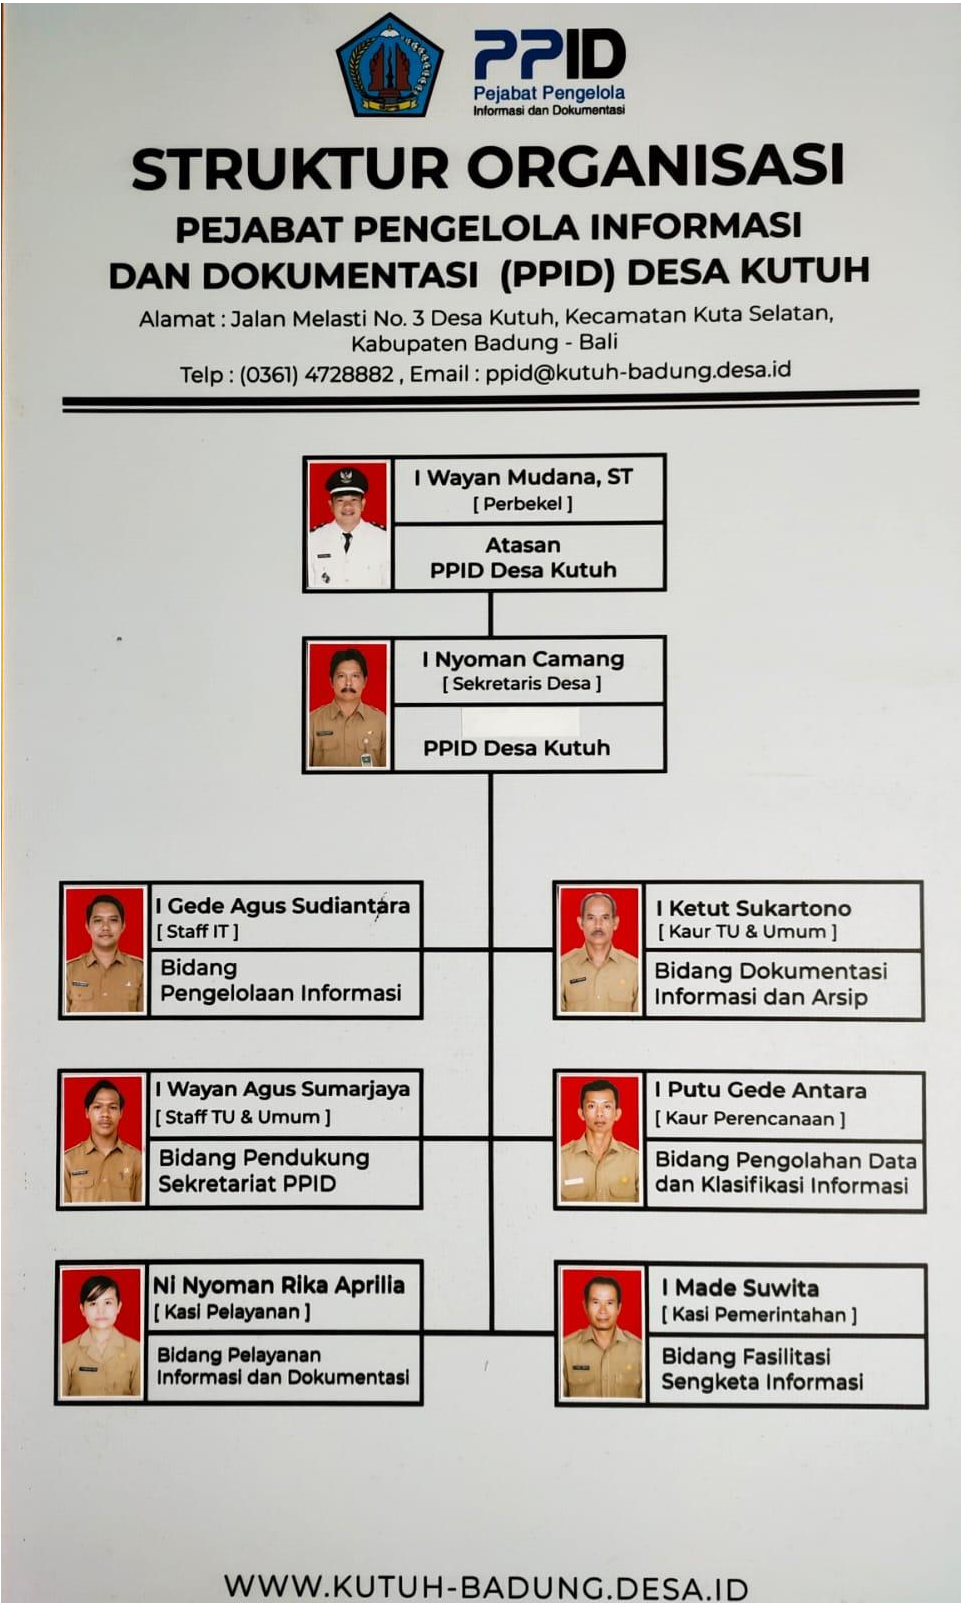 PPID
Pejabat Pengelola
Informasi dan Dokumentasi
STRUKTUR ORGANISASI
PEJABAT PENGELOLA INFORMASI
DAN DOKUMENTASI (PPID) DESA KUTUH
Alamat : Jalan Melasti No. 3 Desa Kutuh, Kecamatan Kuta Selatan,
Kabupaten Badung - Bali
Telp : (0361) 4728882 , Email : ppid@kutuh-badung.desa.id
I Wayan Mudana, ST
[ Perbekel ]
Atasan
PPID Desa Kutuh
I Nyoman Camang
[ Sekretaris Desa ]
PPID Desa Kutuh
I Gede Agus Sudiantara
[ Staff IT ]
Bidang
Pengelolaan Informasi
I Ketut Sukartono
[ Kaur TU & Umum ]
Bidang Dokumentasi
Informasi dan Arsip
I Wayan Agus Sumarjaya
[ Staff TU & Umum ]
Bidang Pendukung
Sekretariat PPID
I Putu Gede Antara
[ Kaur Perencanaan ]
Bidang Pengolahan Data
dan Klasifikasi Informasi
Ni Nyoman Rika Aprilia
[ Kasi Pelayanan ]
Bidang Pelayanan
Informasi dan Dokumentasi
I Made Suwita
[ Kasi Pemerintahan ]
Bidang Fasilitasi
Sengketa Informasi
WWW.KUTUH-BADUNG.DESA.ID